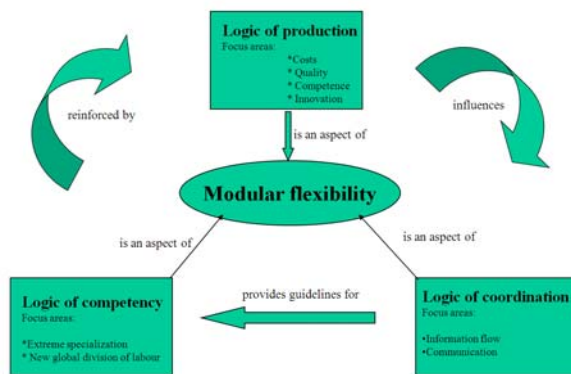 Logic of production
Focus areas:
*Costs
* Quality
* Competence
* Innovation
reinforced by
influences
is an aspect of
Modular flexibility
is an aspect of
is an aspect of
provides guidelines for
Logic of competency
Focus areas:
*Extreme specialization
* New global division of labour
Logic of coordination
Focus areas:
•Information flow
•Communication